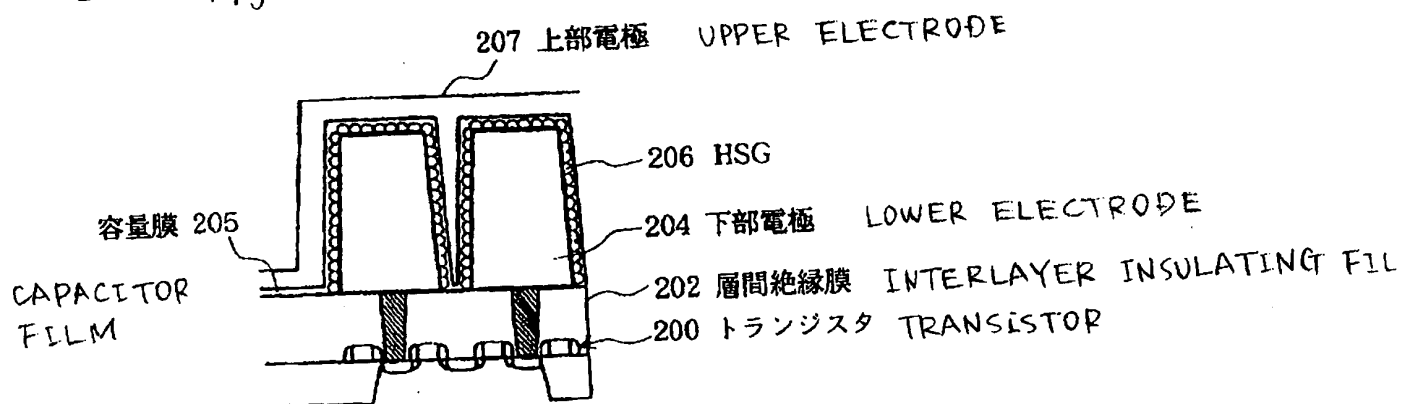 207 上部電極 UPPER ELECTRODE
206 HSG
容量膜 205
204 下部電極 LOWER ELECTRODE
CAPACITOR
FILM
202 層間絶縁膜 INTERLAYER INSULATING FIL
200 トランジスタ TRANSISTOR